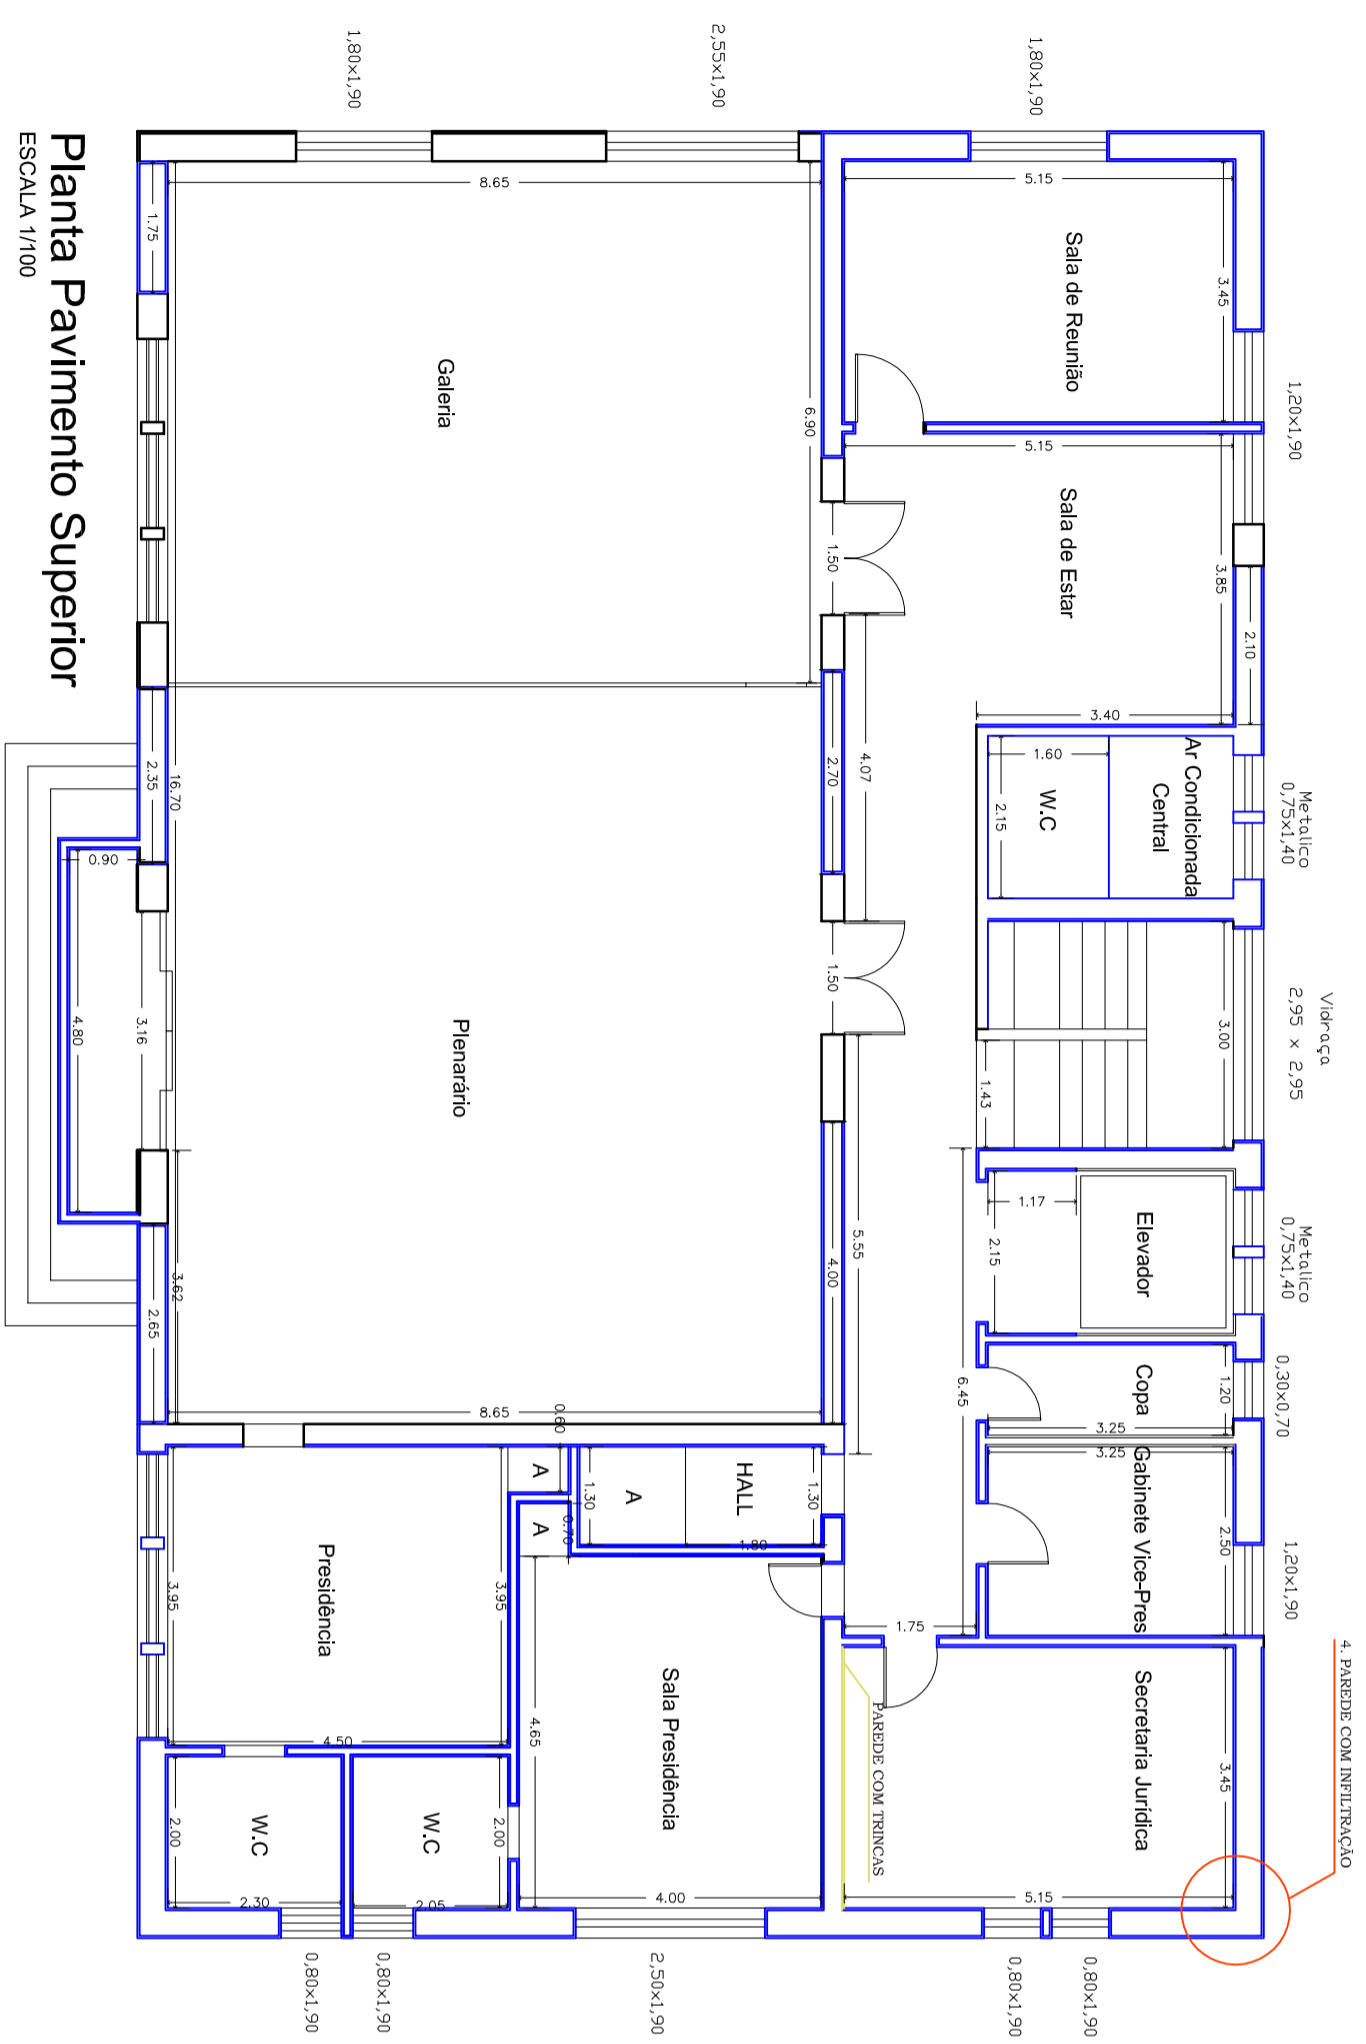 Planta Pavimento Superior
ESCALA 1/100
1,20x1,90
Metalico
0,75x1,40
Vidraça
2,95 x 2,95
Metalico
0,75x1,40
0,30x0,70
1,20x1,90
4. PAREDE COM INFILTRAÇÃO
1,80x1,90
2,55x1,90
1,80x1,90
5.15
3.45
Sala de Reunião
5.15
3.85
2.10
Sala de Estar
3.40
Ar Condicionada
Central
1.60
W.C
2.15
3.00
1.43
Elevador
1.17
2.15
Copa
1.20
3.25
3.25
Gabinete Vice-Pres
2.50
6.45
1.75
Secretaria Jurídica
3.45
5.15
PAREDE COM TRINCAS
1.50
4.07
2.70
1.50
5.55
4.00
8.65
6.90
Galeria
Plenarário
8.65
16.70
3.62
1.75
2.35
0.90
4.80
3.16
2.65
0.60
A
A
0.70
1.30
A
HALL
1.30
1.80
Presidência
3.95
3.95
4.50
Sala Presidência
4.65
4.00
W.C
2.00
2.30
W.C
2.00
2.05
0,80x1,90
0,80x1,90
2,50x1,90
0,80x1,90
0,80x1,90